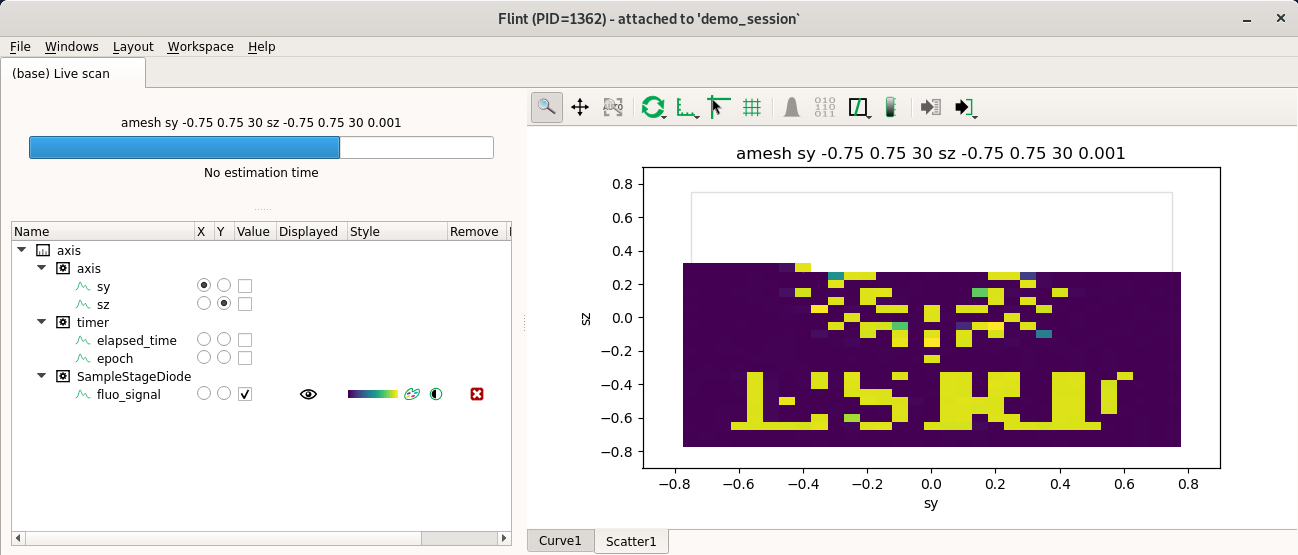 Flint (PID=1362) - attached to 'demo_session`
File Windows Layout Workspace Help
(base) Live scan
amesh sy -0.75 0.75 30 sz -0.75 0.75 30 0.001
No estimation time
Name X Y Value Displayed Style Remove
axis
axis
sy
sz
timer
elapsed_time
epoch
SampleStageDiode
fluo_signal
AUTO
010
011
amesh sy -0.75 0.75 30 sz -0.75 0.75 30 0.001
sz
0.8
0.6
0.4
0.2
0.0
−0.2
−0.4
−0.6
−0.8
−0.8 −0.6 −0.4 −0.2 0.0 0.2 0.4 0.6 0.8
sy
Curve1 Scatter1